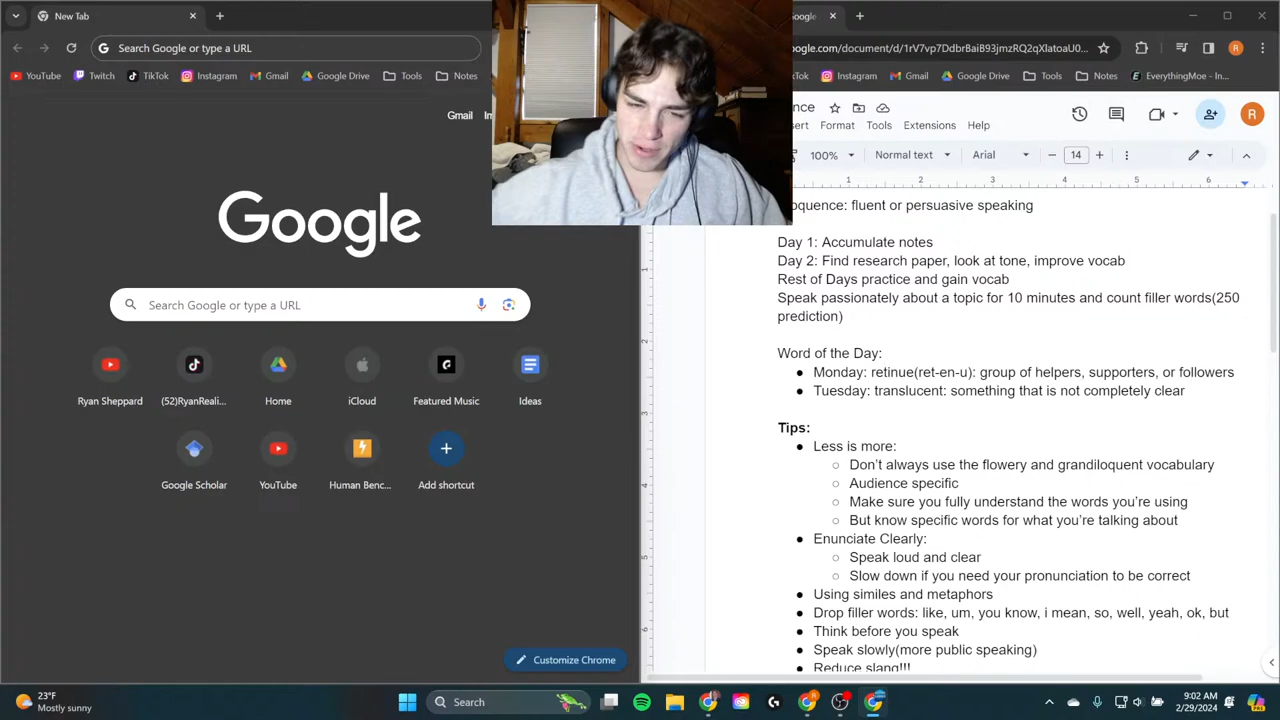 New Tab
Google
Search Google or type a URL
oogle.com/document/d/1rV7vp7DdbrBaiB93jmzRQ2qXIatoaU0...
YouTube
Twitch
TikTok
Instagram
Gmail
Google Drive
Tools
Notes
Instagram
Gmail
Google Drive
Tools
Notes
EverythingMoe - On...
Gmail
Format
Tools
Extensions
Help
100%
Normal text
Arial
14
Google
Search Google or type a URL
Ryan Sheppard
(52)RyanReali...
Home
iCloud
Featured Music
Ideas
Google Scholar
YouTube
Human Benc...
Add shortcut
Customize Chrome
oquence: fluent or persuasive speaking
Day 1: Accumulate notes
Day 2: Find research paper, look at tone, improve vocab
Rest of Days practice and gain vocab
Speak passionately about a topic for 10 minutes and count filler words(250
prediction)
Word of the Day:
● Monday: retinue(ret-en-u): group of helpers, supporters, or followers
● Tuesday: translucent: something that is not completely clear
Tips:
● Less is more:
○ Don’t always use the flowery and grandiloquent vocabulary
○ Audience specific
○ Make sure you fully understand the words you’re using
○ But know specific words for what you’re talking about
● Enunciate Clearly:
○ Speak loud and clear
○ Slow down if you need your pronunciation to be correct
● Using similes and metaphors
● Drop filler words: like, um, you know, i mean, so, well, yeah, ok, but
● Think before you speak
● Speak slowly(more public speaking)
● Reduce slang!!!
23°F
Mostly sunny
Search
9:02 AM
2/29/2024